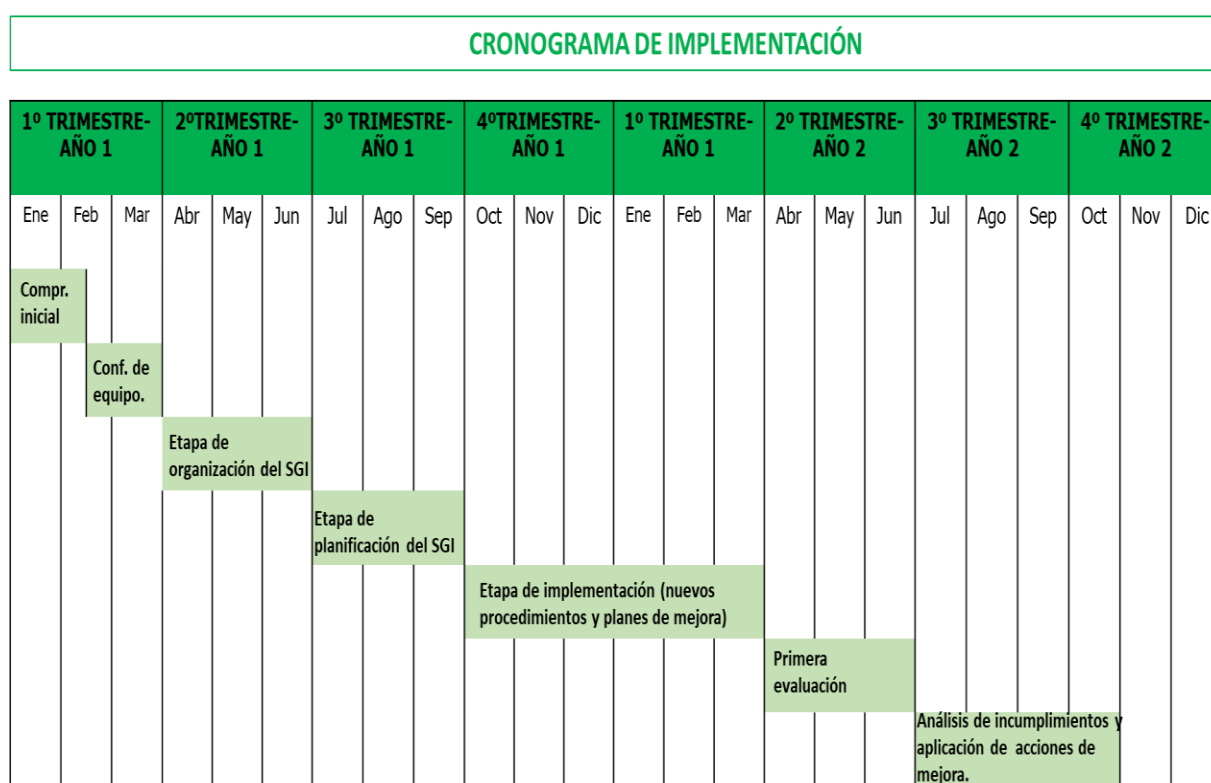 CRONOGRAMA DE IMPLEMENTACIÓN
1º TRIMESTRE-
AÑO 1
2ºTRIMESTRE-
AÑO 1
3º TRIMESTRE-
AÑO 1
4ºTRIMESTRE-
AÑO 1
1º TRIMESTRE-
AÑO 1
2º TRIMESTRE-
AÑO 2
3º TRIMESTRE-
AÑO 2
4º TRIMESTRE-
AÑO 2
Ene Feb Mar Abr May Jun Jul Ago Sep Oct Nov Dic Ene Feb Mar Abr May Jun Jul Ago Sep Oct Nov Dic
Compr.
inicial
Conf. de
equipo.
Etapa de
organización del SGI
Etapa de
planificación del SGI
Etapa de implementación (nuevos
procedimientos y planes de mejora)
Primera
evaluación
Análisis de incumplimientos y
aplicación de acciones de
mejora.